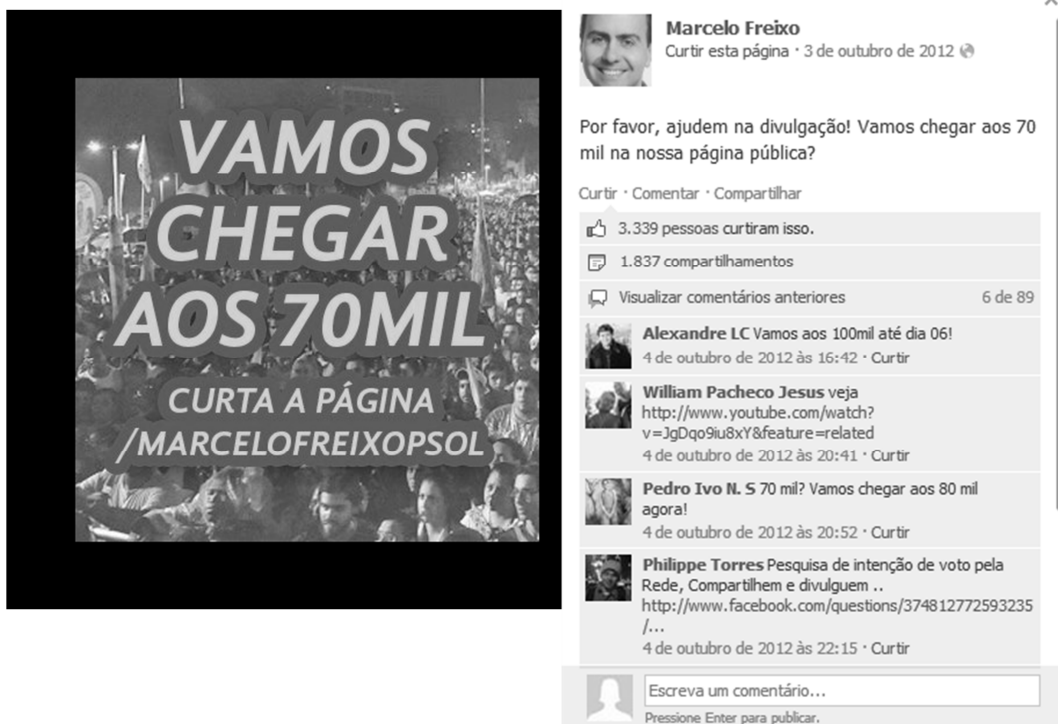 VAMOS
CHEGAR
AOS 70MIL
CURTA A PÁGINA
/MARCELOFREIXOPSOL
Marcelo Freixo
Curtir esta página · 3 de outubro de 2012
Por favor, ajudem na divulgação! Vamos chegar aos 70
mil na nossa página pública?
Curtir · Comentar · Compartilhar
3.339 pessoas curtiram isso.
1.837 compartilhamentos
Visualizar comentários anteriores 6 de 89
Alexandre LC Vamos aos 100mil até dia 06!
4 de outubro de 2012 às 16:42 · Curtir
William Pacheco Jesus veja
http://www.youtube.com/watch?
v=JgDqo9iu8xY&feature=related
4 de outubro de 2012 às 20:41 · Curtir
Pedro Ivo N. S 70 mil? Vamos chegar aos 80 mil
agora!
4 de outubro de 2012 às 20:52 · Curtir
Philippe Torres Pesquisa de intenção de voto pela
Rede, Compartilhem e divulguem ..
http://www.facebook.com/questions/374812772593235
/...
4 de outubro de 2012 às 22:15 · Curtir
Escreva um comentário...
Pressione Enter para publicar.